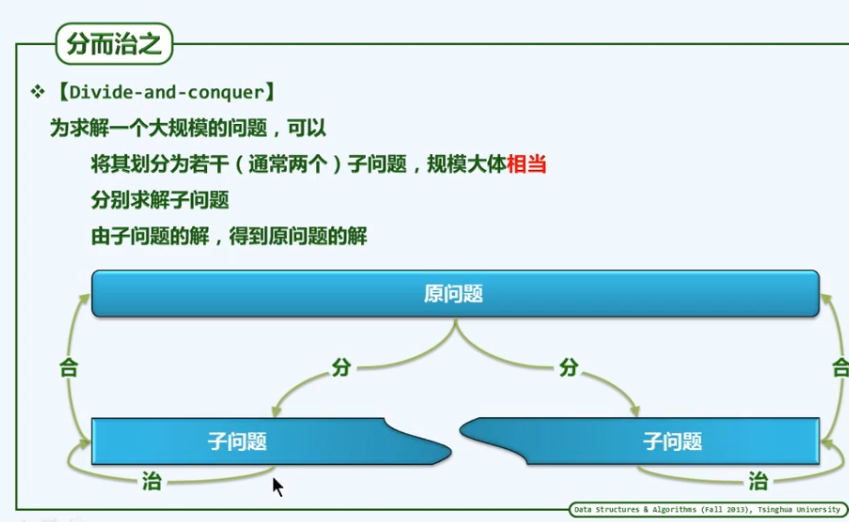 分而治之
【Divide-and-conquer】
为求解一个大规模的问题，可以
将其划分为若干（通常两个）子问题，规模大体相当
分别求解子问题
由子问题的解，得到原问题的解
原问题
合 分 分 合
子问题 子问题
治 治
Data Structures & Algorithms (Fall 2013), Tsinghua University